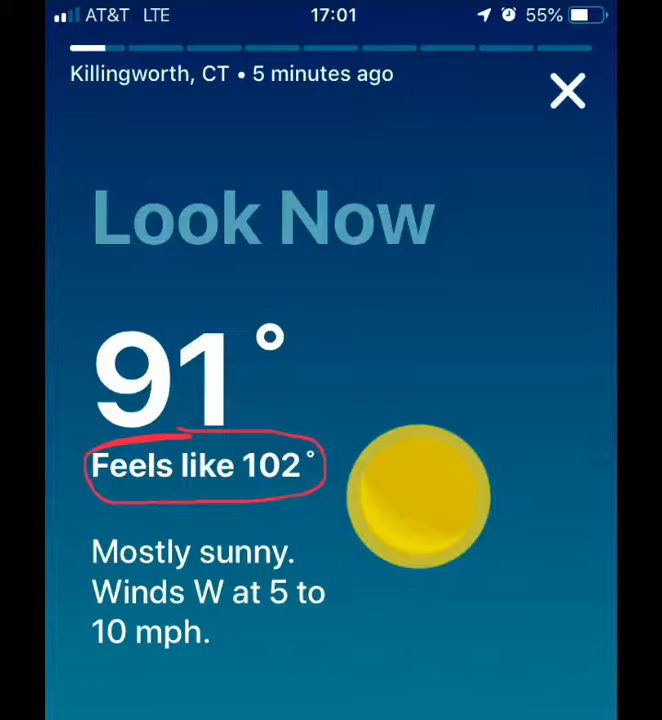 AT&T LTE 17:01 55%
Killingworth, CT • 5 minutes ago
Look Now
91°
Feels like 102°
Mostly sunny.
Winds W at 5 to
10 mph.